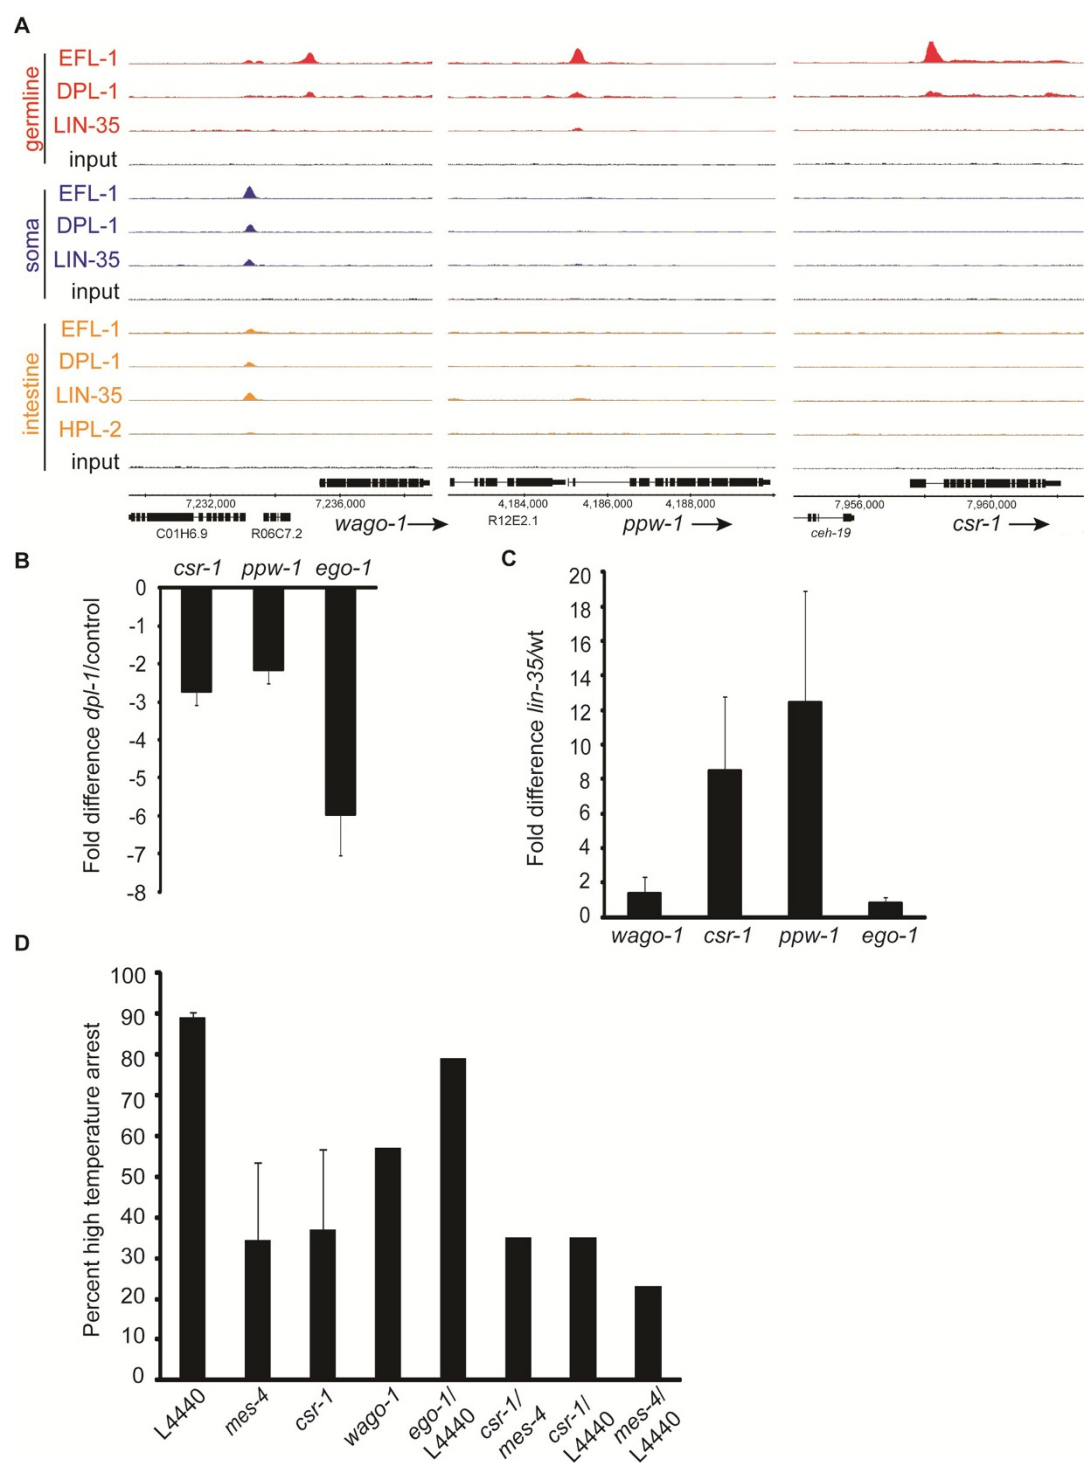 A
germline
EFL-1
DPL-1
LIN-35
input
soma
EFL-1
DPL-1
LIN-35
input
intestine
EFL-1
DPL-1
LIN-35
HPL-2
input
7,232,000 7,236,000
C01H6.9 R06C7.2 wago-1
4,184,000 4,186,000 4,188,000
R12E2.1 ppw-1
7,956,000 7,960,000
ceh-19 csr-1
B
csr-1 ppw-1 ego-1
Fold difference dpl-1/control
0
-1
-2
-3
-4
-5
-6
-7
-8
C
Fold difference lin-35/wt
20
18
16
14
12
10
8
6
4
2
0
wago-1 csr-1 ppw-1 ego-1
D
Percent high temperature arrest
100
90
80
70
60
50
40
30
20
10
0
L4440
mes-4
csr-1
wago-1
ego-1/
L4440
csr-1/
mes-4
csr-1/
L4440
mes-4/
L4440